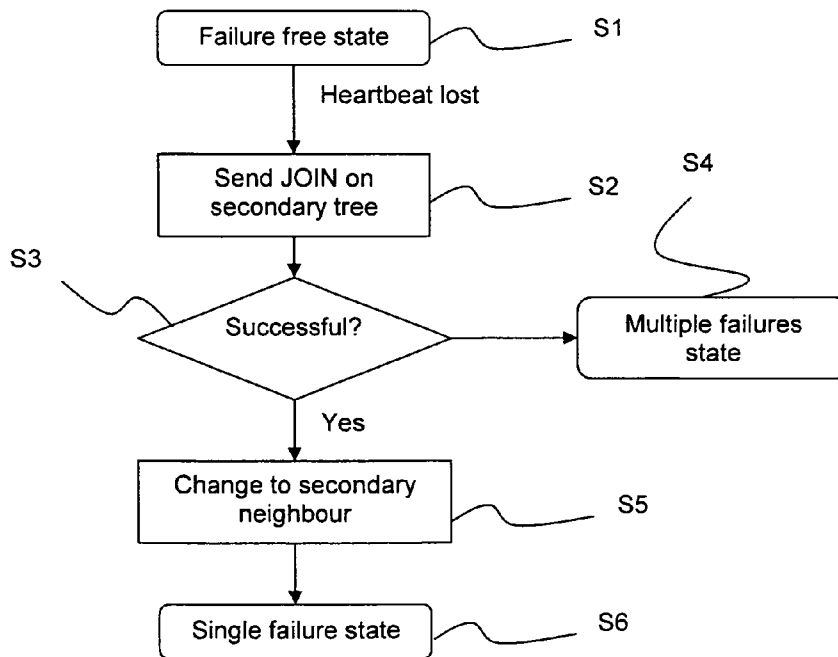 Failure free state
S1
Heartbeat lost
S4
Send JOIN on
secondary tree
S2
S3
Successful?
Multiple failures
state
Yes
Change to secondary
neighbour
S5
Single failure state
S6